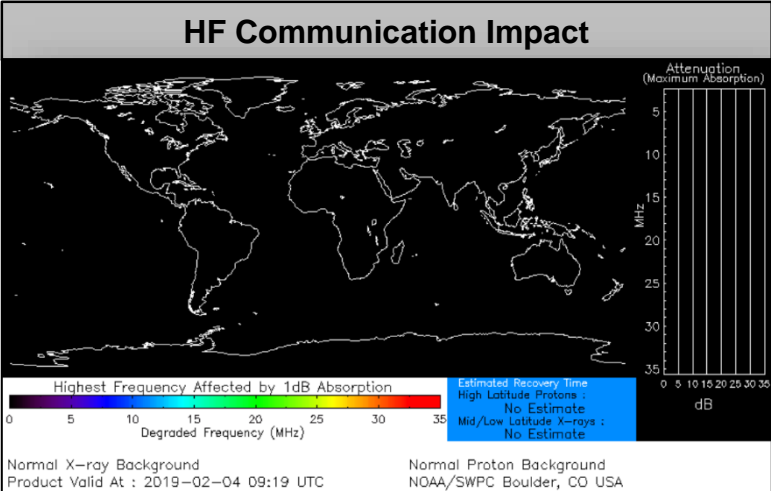 HF Communication Impact
Attenuation
(Maximum Absorption)
5
10
15
20
25
30
35
MHz
0 5 10 15 20 25 30 35
dB
Highest Frequency Affected by 1dB Absorption
0 5 10 15 20 25 30 35
Degraded Frequency (MHz)
Estimated Recovery Time
High Latitude Protons :
No Estimate
Mid/Low Latitude X-rays :
No Estimate
Normal X-ray Background
Product Valid At : 2019-02-04 09:19 UTC
Normal Proton Background
NOAA/SWPC Boulder, CO USA